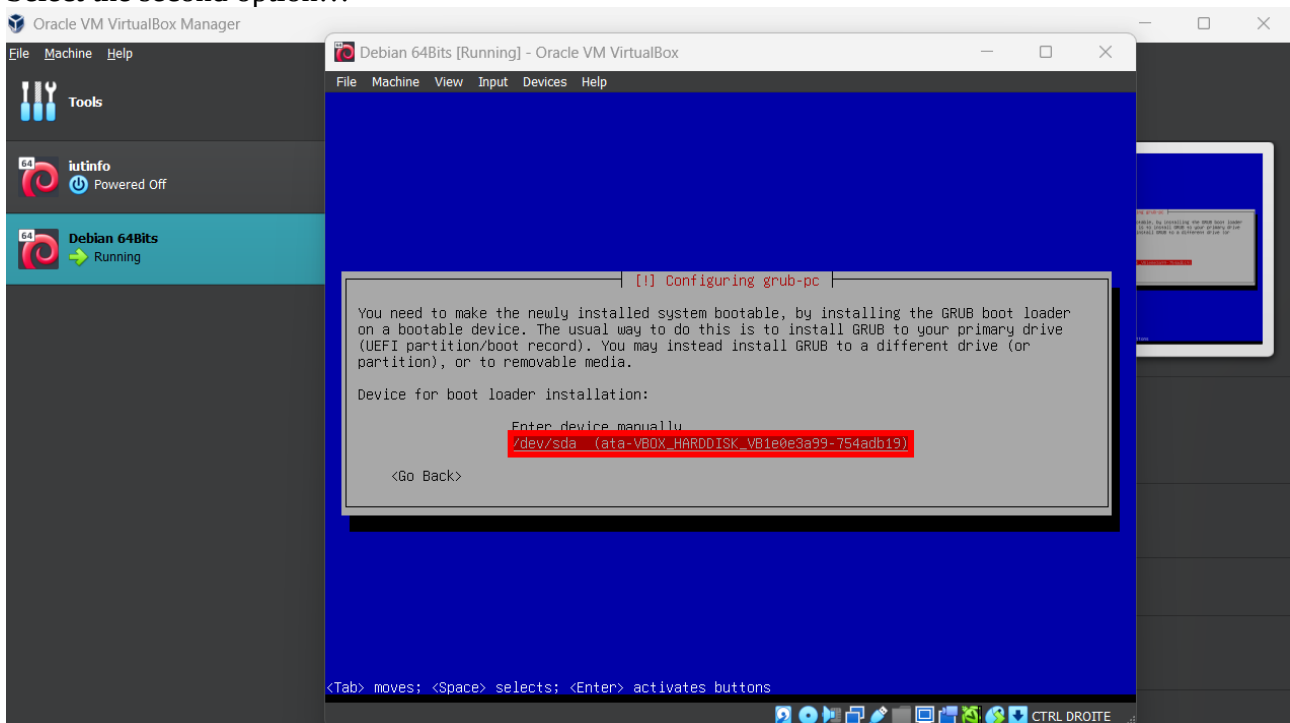 Select the second option...
Oracle VM VirtualBox Manager
File Machine Help
Tools
64
iutinfo
Powered Off
64
Debian 64Bits
Running
Debian 64Bits [Running] - Oracle VM VirtualBox
File Machine View Input Devices Help
[!] Configuring grub-pc
You need to make the newly installed system bootable, by installing the GRUB boot loader
on a bootable device. The usual way to do this is to install GRUB to your primary drive
(UEFI partition/boot record). You may instead install GRUB to a different drive (or
partition), or to removable media.
Device for boot loader installation:
Enter device manually
/dev/sda (ata-VBOX_HARDDISK_VB1e0e3a99-754adb19)
<Go Back>
<Tab> moves; <Space> selects; <Enter> activates buttons
CTRL DROITE